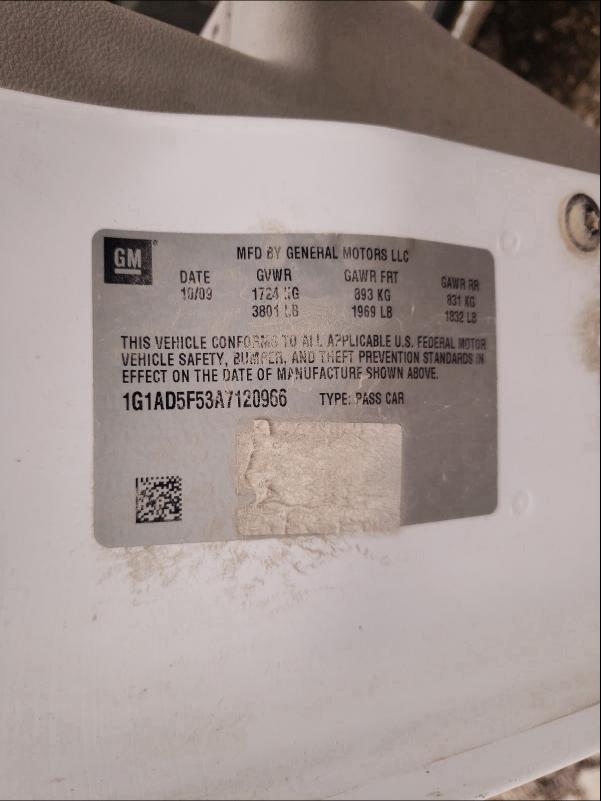 GM
MFD BY GENERAL MOTORS LLC
DATE GVWR GAWR FRT GAWR RR
10/09 1724 KG 893 KG 831 KG
3801 LB 1969 LB 1832 LB
THIS VEHICLE CONFORMS TO ALL APPLICABLE U.S. FEDERAL MOTOR
VEHICLE SAFETY, BUMPER, AND THEFT PREVENTION STANDARDS IN
EFFECT ON THE DATE OF MANUFACTURE SHOWN ABOVE.
1G1AD5F53A7120966 TYPE: PASS CAR